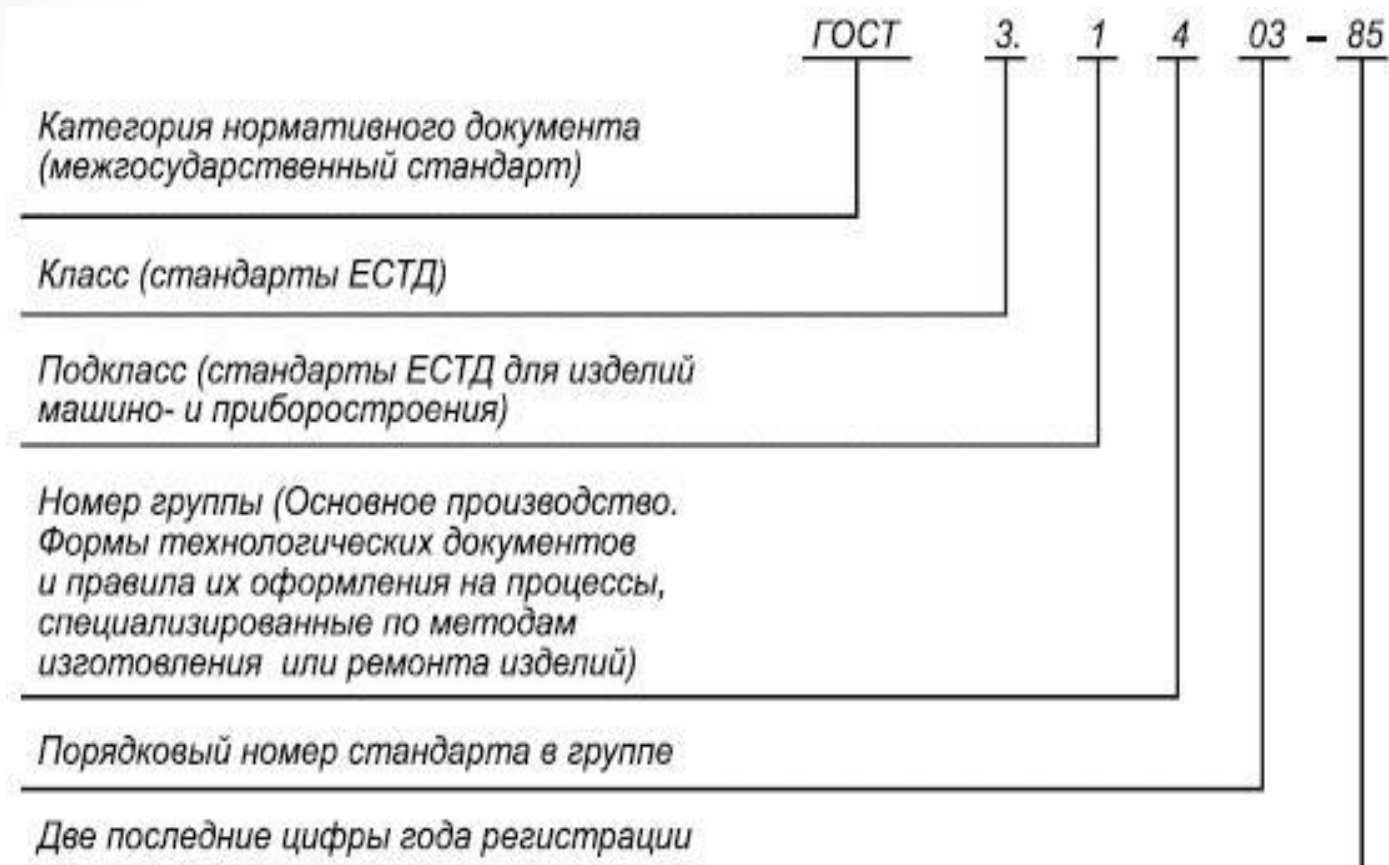 ГОСТ 3. 1 4 03 – 85
Категория нормативного документа
(межгосударственный стандарт)
Класс (стандарты ЕСТД)
Подкласс (стандарты ЕСТД для изделий
машино- и приборостроения)
Номер группы (Основное производство.
Формы технологических документов
и правила их оформления на процессы,
специализированные по методам
изготовления или ремонта изделий)
Порядковый номер стандарта в группе
Две последние цифры года регистрации